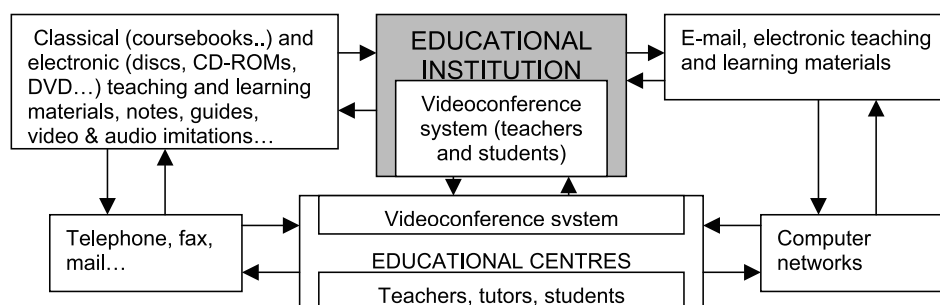 Classical (coursebooks..) and
electronic (discs, CD-ROMs,
DVD...) teaching and learning
materials, notes, guides,
video & audio imitations...
EDUCATIONAL
INSTITUTION
Videoconference
system (teachers
and students)
E-mail, electronic teaching
and learning materials
Telephone, fax,
mail...
Videoconference system
EDUCATIONAL CENTRES
Teachers, tutors, students
Computer
networks